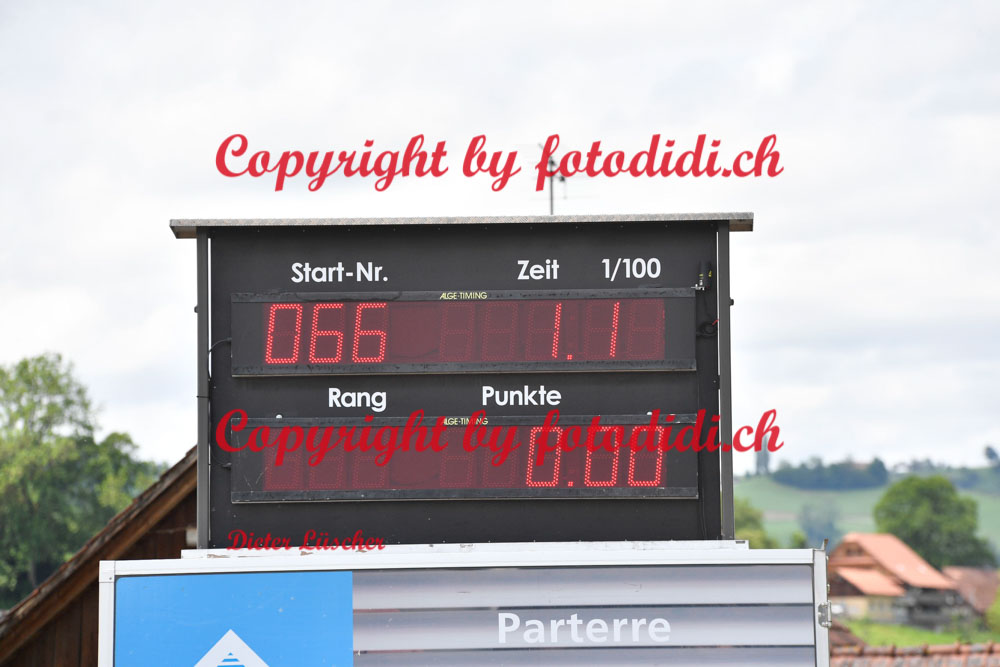 Copyright by fotodidi.ch
Start-Nr. Zeit 1/100
ALGE-TIMING
066 1.1
Rang Punkte
ALGE-TIMING
Copyright by fotodidi.ch
0.00
Dieter Lüscher
Parterre